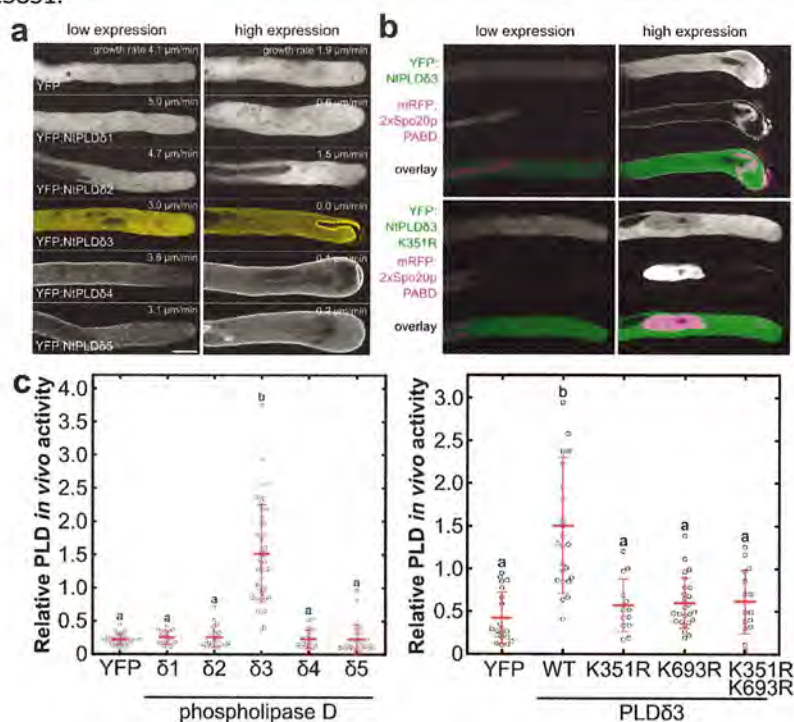 a
low expression high expression
growth rate 4.1 µm/min growth rate 1.9 µm/min
YFP
5.0 µm/min 0.6 µm/min
YFP:NtPLDδ1
4.7 µm/min 1.5 µm/min
YFP:NtPLDδ2
3.0 µm/min 0.0 µm/min
YFP:NtPLDδ3
3.8 µm/min 0.1 µm/min
YFP:NtPLDδ4
3.1 µm/min 0.2 µm/min
YFP:NtPLDδ5
b
low expression high expression
YFP:
NtPLDδ3
mRFP:
2xSpo20p
PABD
overlay
YFP:
NtPLDδ3
K351R
mRFP:
2xSpo20p
PABD
overlay
c
Relative PLD in vivo activity
4.0
3.5
3.0
2.5
2.0
1.5
1.0
0.5
0
a a a b a a
YFP δ1 δ2 δ3 δ4 δ5
phospholipase D
Relative PLD in vivo activity
3.0
2.5
2.0
1.5
1.0
0.5
0
a b a a a
YFP WT K351R K693R K351R
K693R
PLDδ3